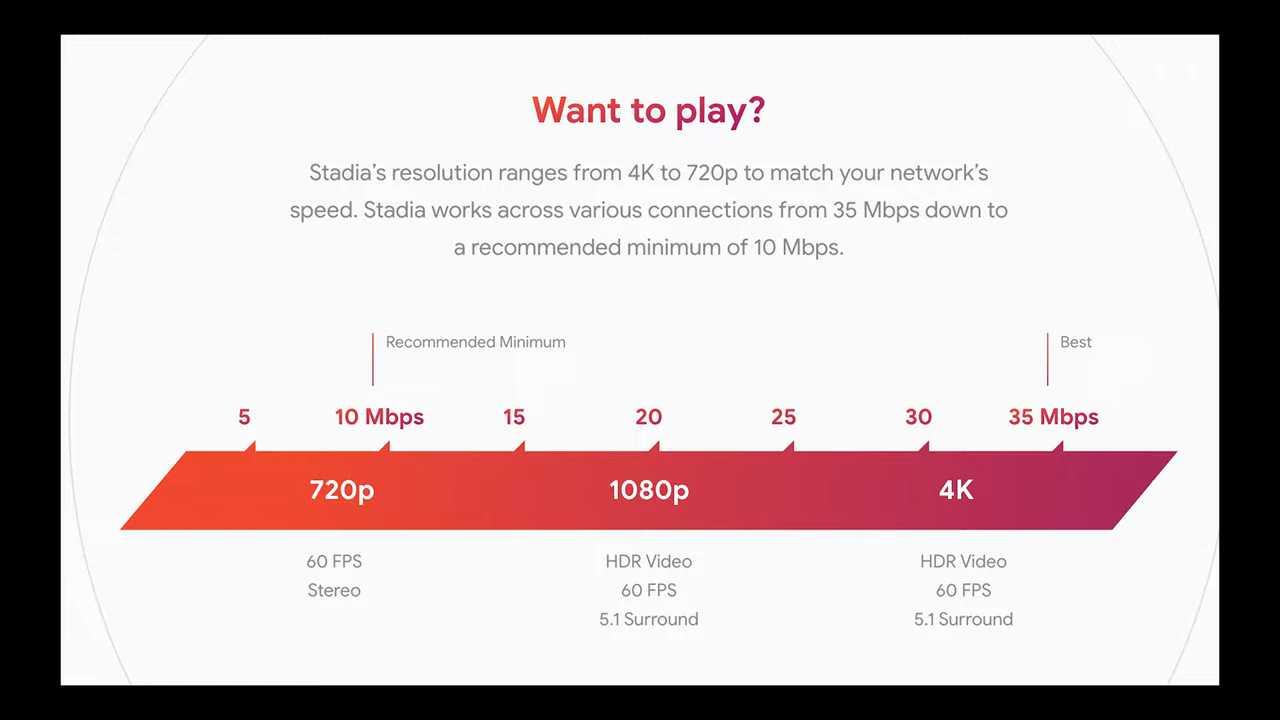 Want to play?
Stadia’s resolution ranges from 4K to 720p to match your network’s
speed. Stadia works across various connections from 35 Mbps down to
a recommended minimum of 10 Mbps.
Recommended Minimum
Best
5
10 Mbps
15
20
25
30
35 Mbps
720p
1080p
4K
60 FPS
Stereo
HDR Video
60 FPS
5.1 Surround
HDR Video
60 FPS
5.1 Surround